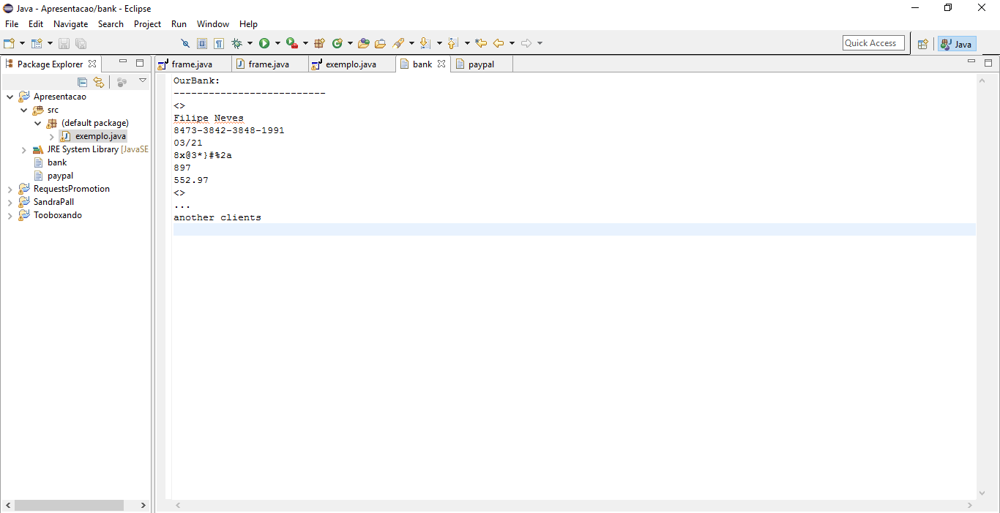 Java - Apresentacao/bank - Eclipse
File Edit Navigate Search Project Run Window Help
Quick Access
Java
Package Explorer
frame.java
frame.java
exemplo.java
bank
paypal
Apresentacao
src
(default package)
exemplo.java
JRE System Library [JavaSE
bank
paypal
RequestsPromotion
SandraPall
Tooboxando
OurBank:
--------------------------
<>
Filipe Neves
8473-3842-3848-1991
03/21
8x@3*}#%2a
897
552.97
<>
...
another clients